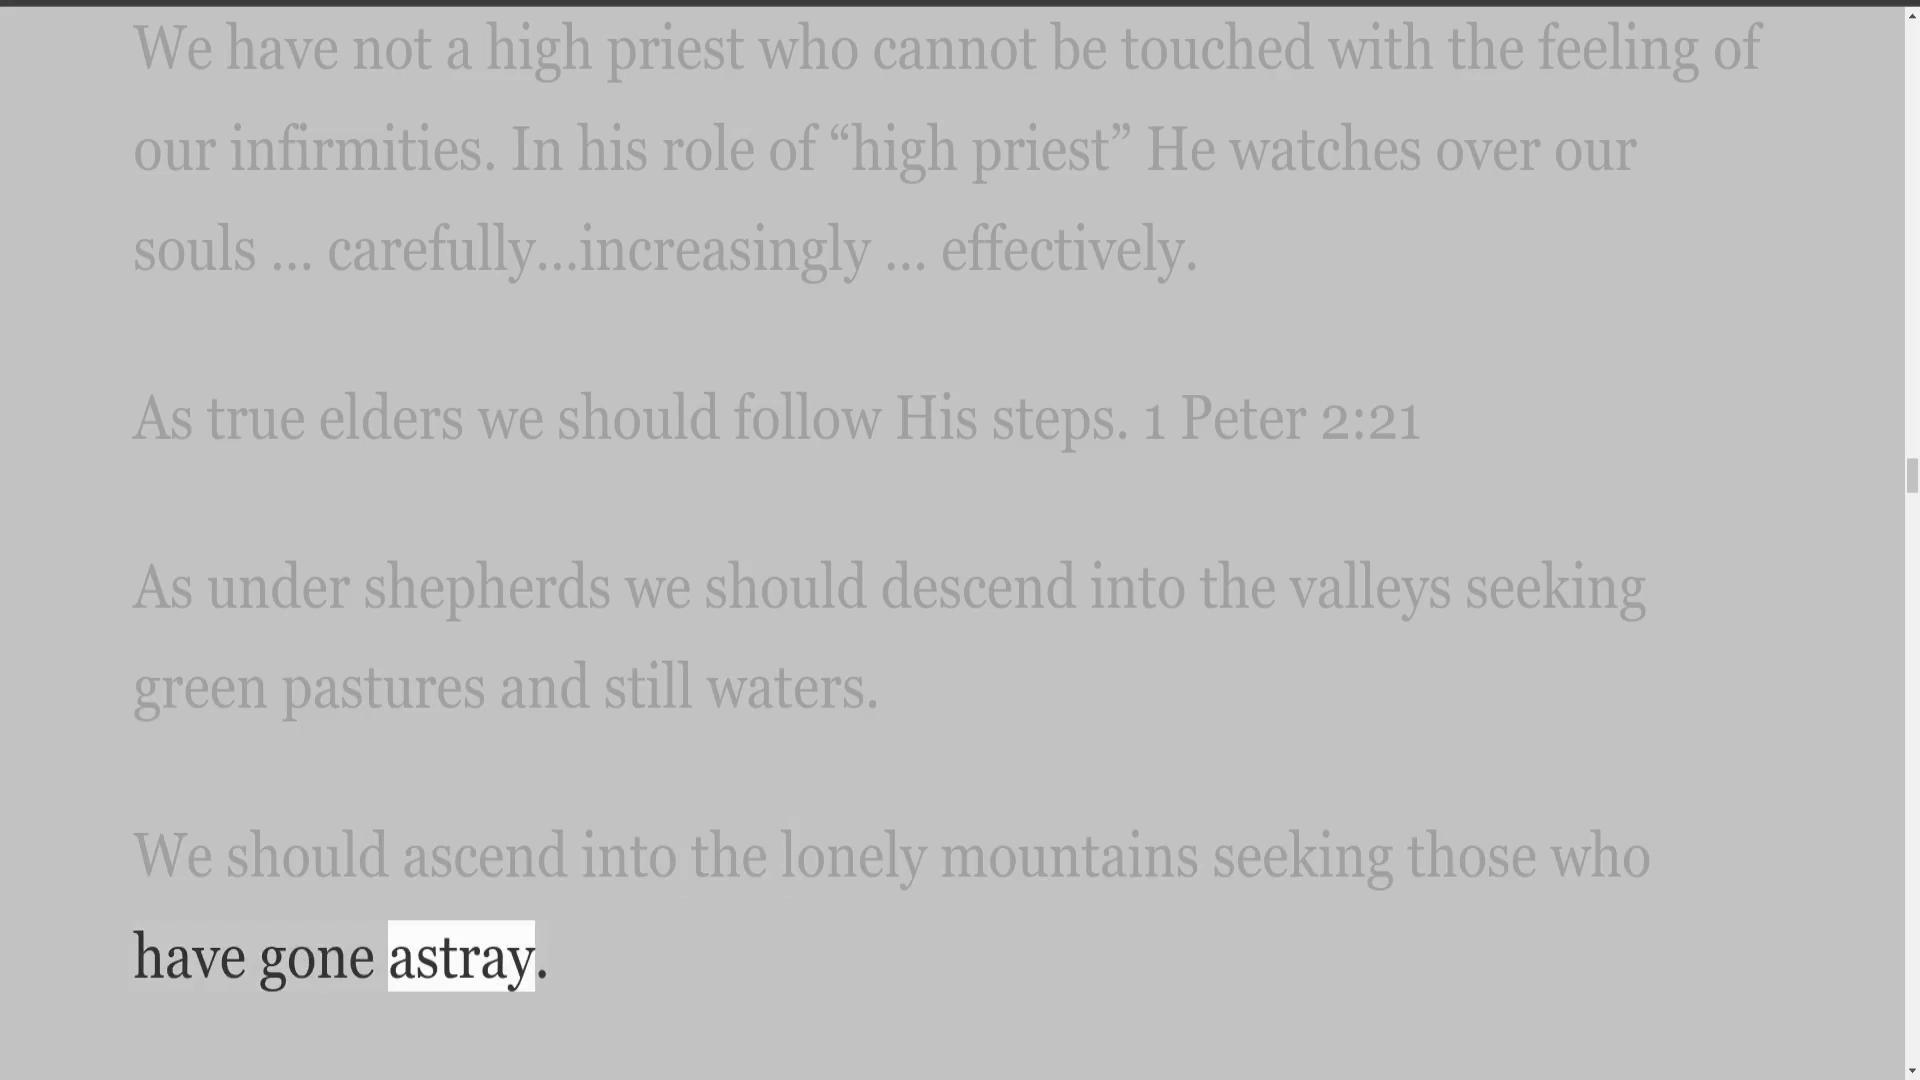 We have not a high priest who cannot be touched with the feeling of
our infirmities. In his role of “high priest” He watches over our
souls ... carefully...increasingly ... effectively.
As true elders we should follow His steps. 1 Peter 2:21
As under shepherds we should descend into the valleys seeking
green pastures and still waters.
We should ascend into the lonely mountains seeking those who
have gone astray.